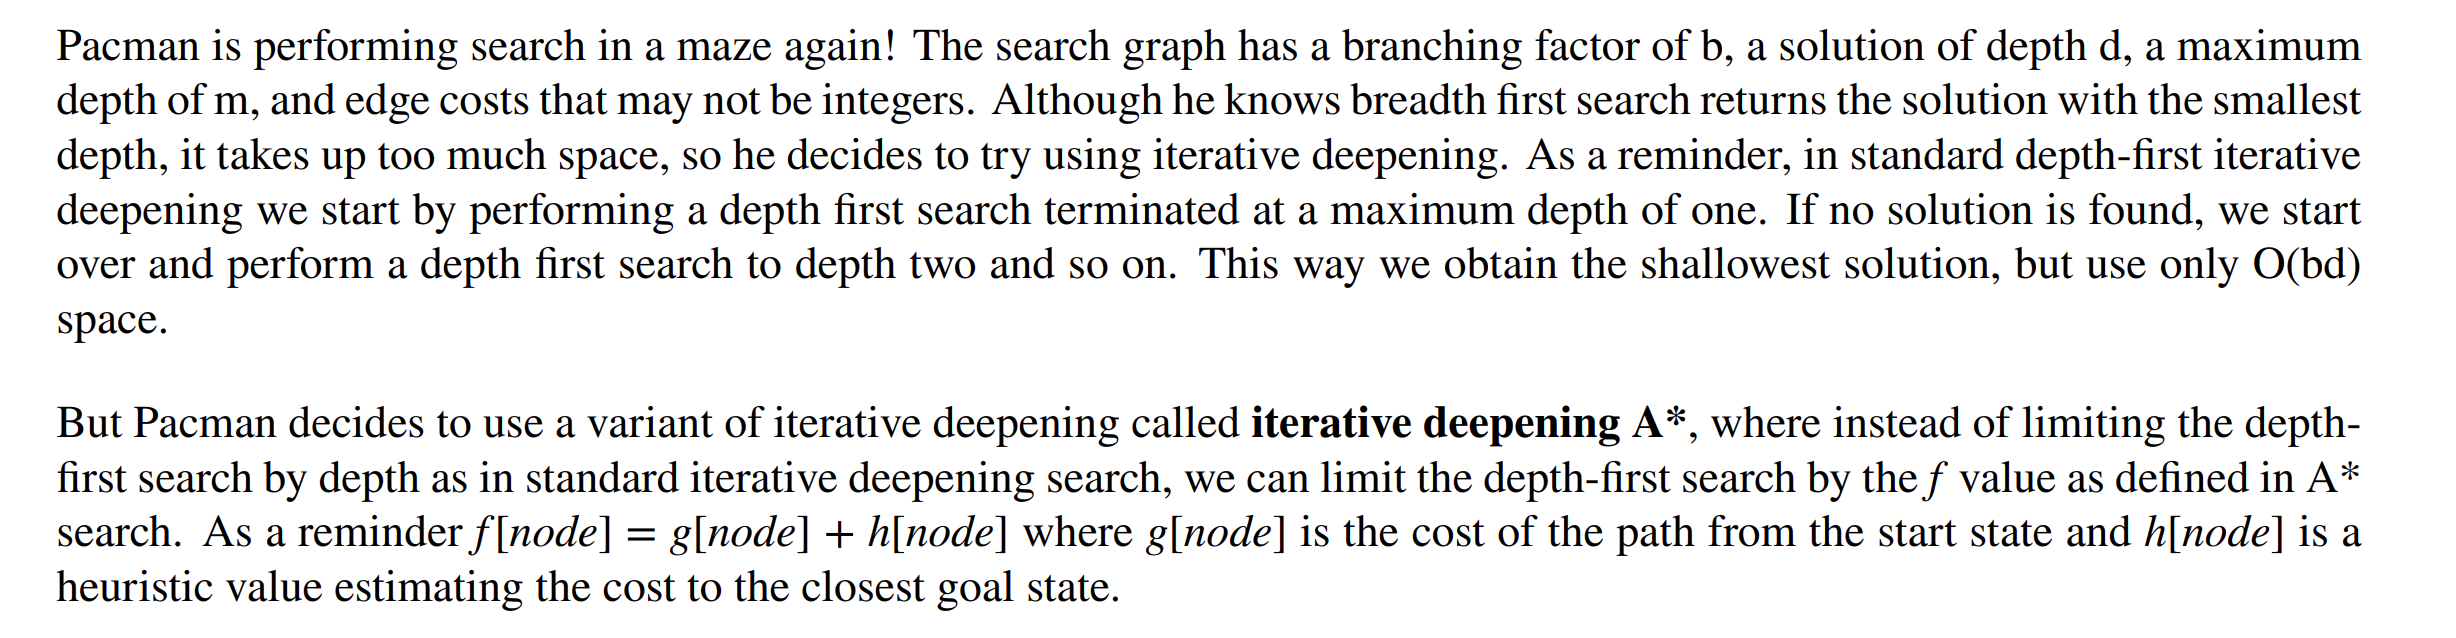 Pacman is performing search in a maze again! The search graph has a branching factor of b, a solution of depth d, a maximum
depth of m, and edge costs that may not be integers. Although he knows breadth first search returns the solution with the smallest
depth, it takes up too much space, so he decides to try using iterative deepening. As a reminder, in standard depth-first iterative
deepening we start by performing a depth first search terminated at a maximum depth of one. If no solution is found, we start
over and perform a depth first search to depth two and so on. This way we obtain the shallowest solution, but use only O(bd)
space.
But Pacman decides to use a variant of iterative deepening called iterative deepening A*, where instead of limiting the depth-
first search by depth as in standard iterative deepening search, we can limit the depth-first search by the f value as defined in A*
search. As a reminder f[node] = g[node] + h[node] where g[node] is the cost of the path from the start state and h[node] is a
heuristic value estimating the cost to the closest goal state.